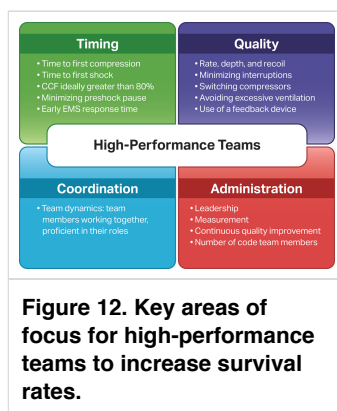 Timing
• Time to first compression
• Time to first shock
• CCF ideally greater than 80%
• Minimizing preshock pause
• Early EMS response time
Quality
• Rate, depth, and recoil
• Minimizing interruptions
• Switching compressors
• Avoiding excessive ventilation
• Use of a feedback device
High-Performance Teams
Coordination
• Team dynamics: team
members working together,
proficient in their roles
Administration
• Leadership
• Measurement
• Continuous quality improvement
• Number of code team members
Figure 12. Key areas of
focus for high-performance
teams to increase survival
rates.